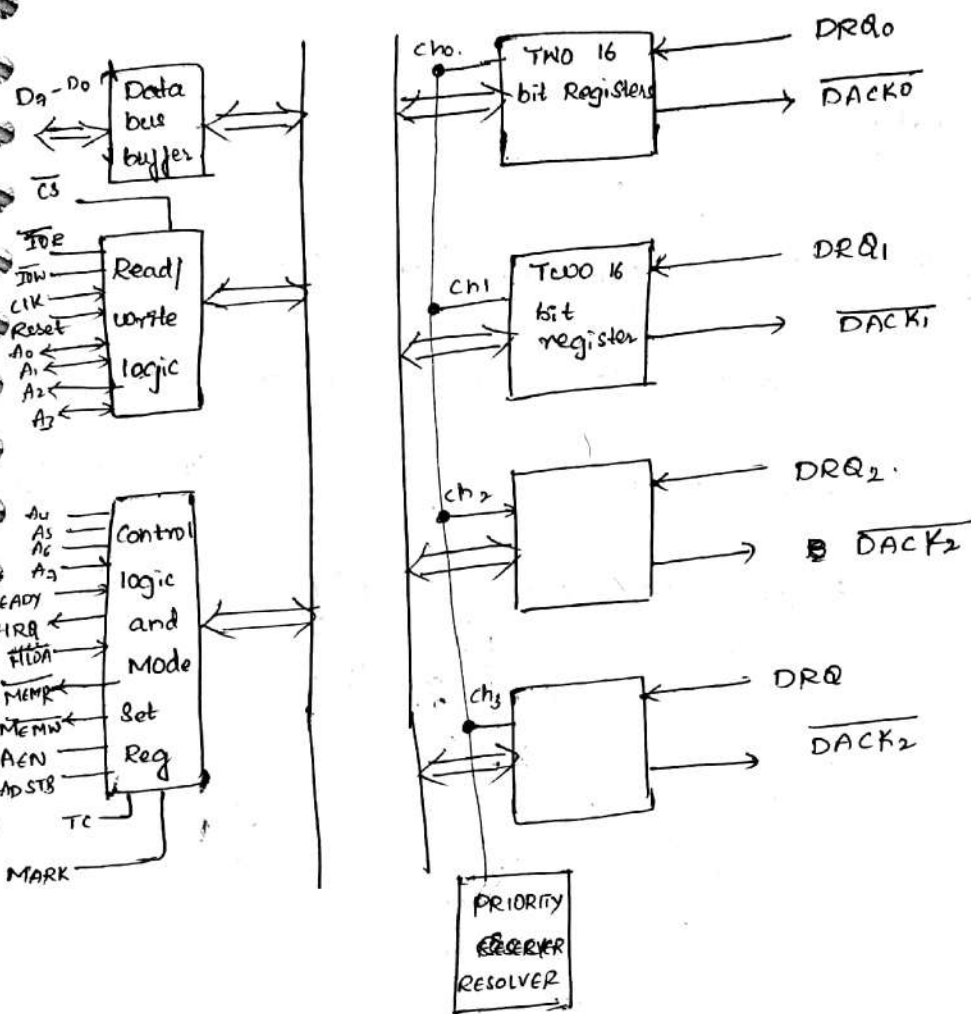 D7-D0
Data
bus
buffer
CS
IOR
IOW
CLK
Reset
A0
A1
A2
A3
Read/
write
logic
A4
A5
A6
A7
EADY
HRQ
HLDA
MEMR
MEMW
AEN
ADSTB
TC
MARK
Control
logic
and
Mode
Set
Reg
Ch0.
TWO 16
bit Registers
DRQ0
DACK0
Ch1
TWO 16
bit
register
DRQ1
DACK1
Ch2
DRQ2.
DACK2
Ch3
DRQ
DACK2
PRIORITY
RESOLVER